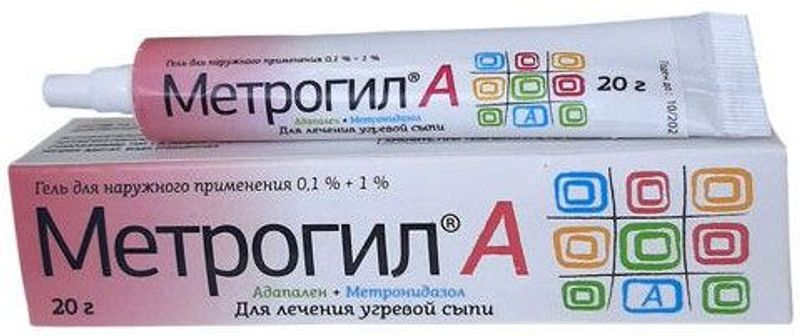 Гель для наружного применения 0,1 % + 1 %
Метрогил® А
Адапален + Метронидазол
Для лечения угревой сыпи
А
20 г
Гель для наружного применения 0,1 % + 1 %
Метрогил® А
20 г
Адапален + Метронидазол
Для лечения угревой сыпи
А